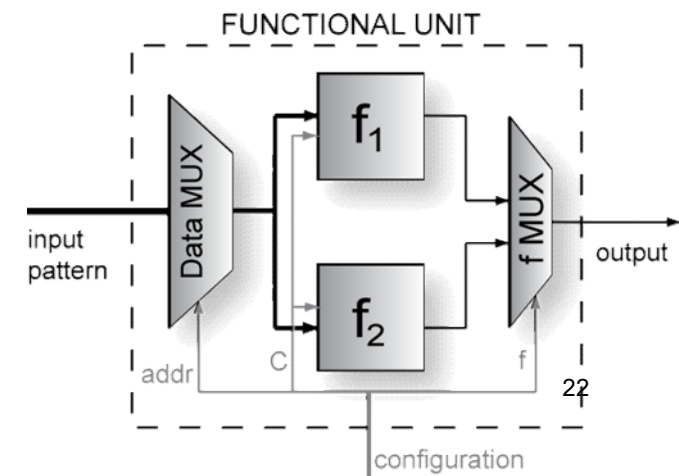 FUNCTIONAL UNIT
Data MUX
f1
f2
f MUX
input
pattern
output
addr
C
f
22
configuration